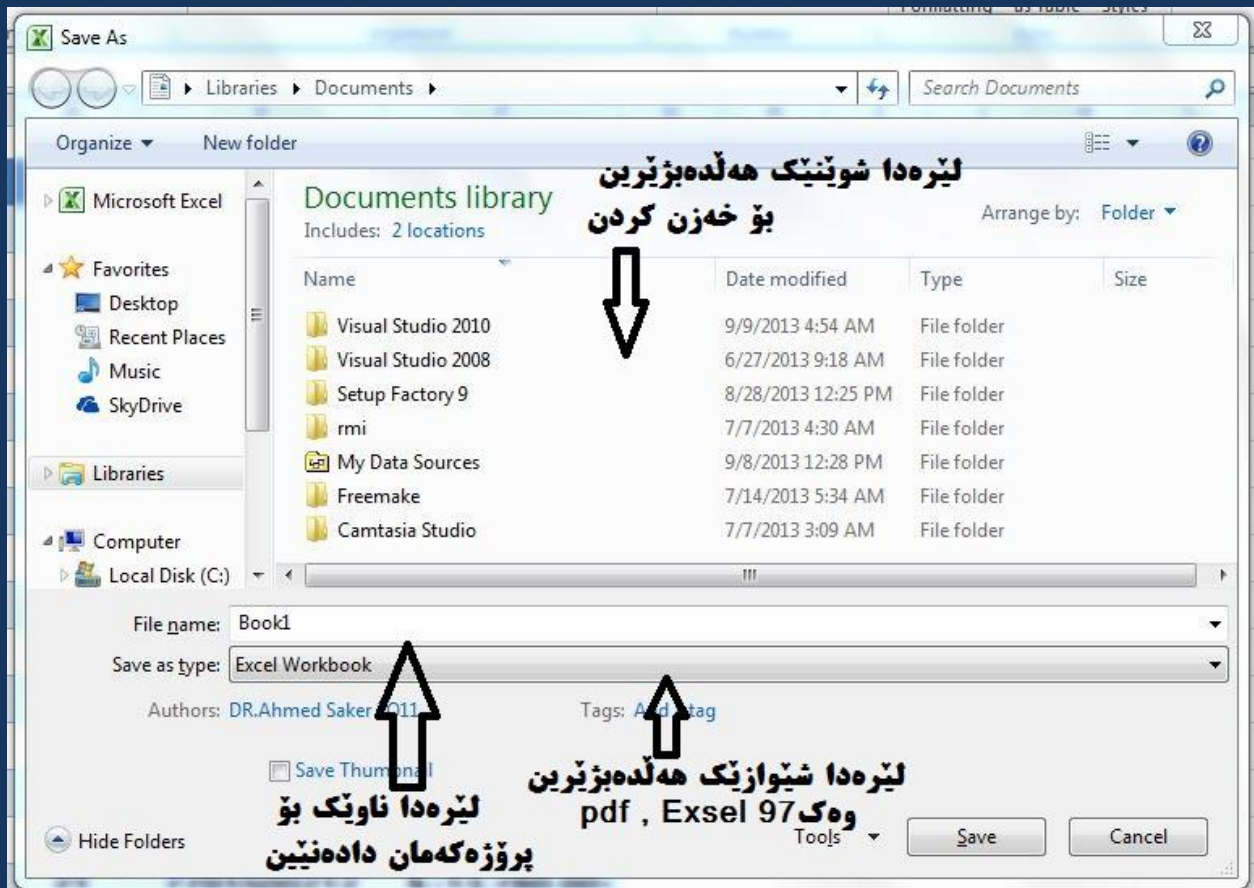 Formatting as Table Styles
Save As
Libraries Documents
Search Documents
Organize New folder
لێرەدا شوێنێک هەڵدەبژێرین
بۆ خەزن کردن
Microsoft Excel
Favorites
Desktop
Recent Places
Music
SkyDrive
Libraries
Computer
Local Disk (C:)
Documents library
Includes: 2 locations
Arrange by: Folder
Name Date modified Type Size
Visual Studio 2010 9/9/2013 4:54 AM File folder
Visual Studio 2008 6/27/2013 9:18 AM File folder
Setup Factory 9 8/28/2013 12:25 PM File folder
rmi 7/7/2013 4:30 AM File folder
My Data Sources 9/8/2013 12:28 PM File folder
Freemake 7/14/2013 5:34 AM File folder
Camtasia Studio 7/7/2013 3:09 AM File folder
File name: Book1
Save as type: Excel Workbook
Authors: DR.Ahmed Saker 2011
Tags: Add a tag
Save Thumbnail
لێرەدا ناوێک بۆ
پرۆژەکەمان دادەنێین
لێرەدا شێوازێک هەڵدەبژێرین
وەک pdf , Exsel 97
Hide Folders
Tools Save Cancel